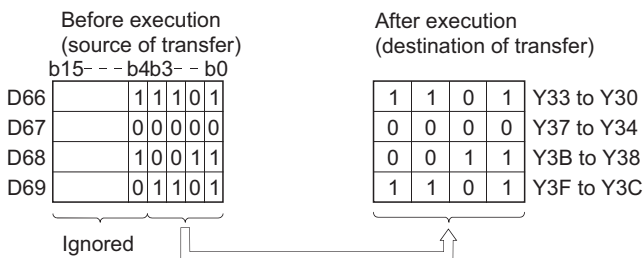 Before execution
(source of transfer)
b15- - - b4b3- - b0
D66 1 1 1 0 1
D67 0 0 0 0 0
D68 1 0 0 1 1
D69 0 1 1 0 1
Ignored
After execution
(destination of transfer)
1 1 0 1 Y33 to Y30
0 0 0 0 Y37 to Y34
0 0 1 1 Y3B to Y38
1 1 0 1 Y3F to Y3C